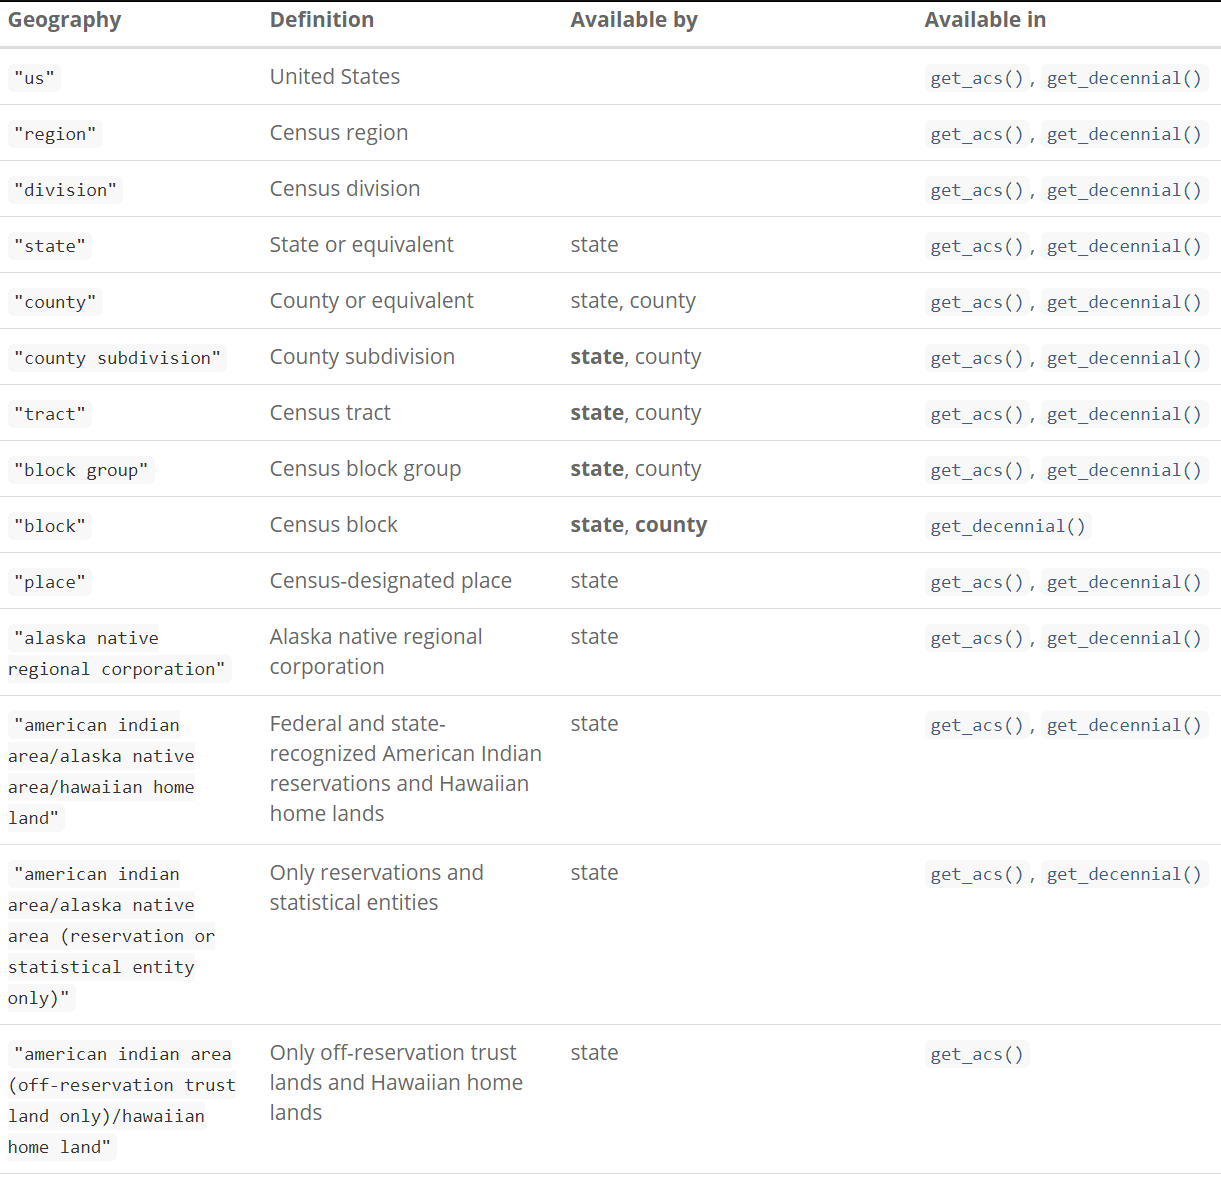 Geography Definition Available by Available in
"us" United States get_acs(), get_decennial()
"region" Census region get_acs(), get_decennial()
"division" Census division get_acs(), get_decennial()
"state" State or equivalent state get_acs(), get_decennial()
"county" County or equivalent state, county get_acs(), get_decennial()
"county subdivision" County subdivision state, county get_acs(), get_decennial()
"tract" Census tract state, county get_acs(), get_decennial()
"block group" Census block group state, county get_acs(), get_decennial()
"block" Census block state, county get_decennial()
"place" Census-designated place state get_acs(), get_decennial()
"alaska native Alaska native regional state get_acs(), get_decennial()
regional corporation" corporation
"american indian Federal and state- state get_acs(), get_decennial()
area/alaska native recognized American Indian
area/hawaiian home reservations and Hawaiian
land" home lands
"american indian Only reservations and state get_acs(), get_decennial()
area/alaska native statistical entities
area (reservation or
statistical entity
only)"
"american indian area Only off-reservation trust state get_acs()
(off-reservation trust lands and Hawaiian home
land only)/hawaiian lands
home land"